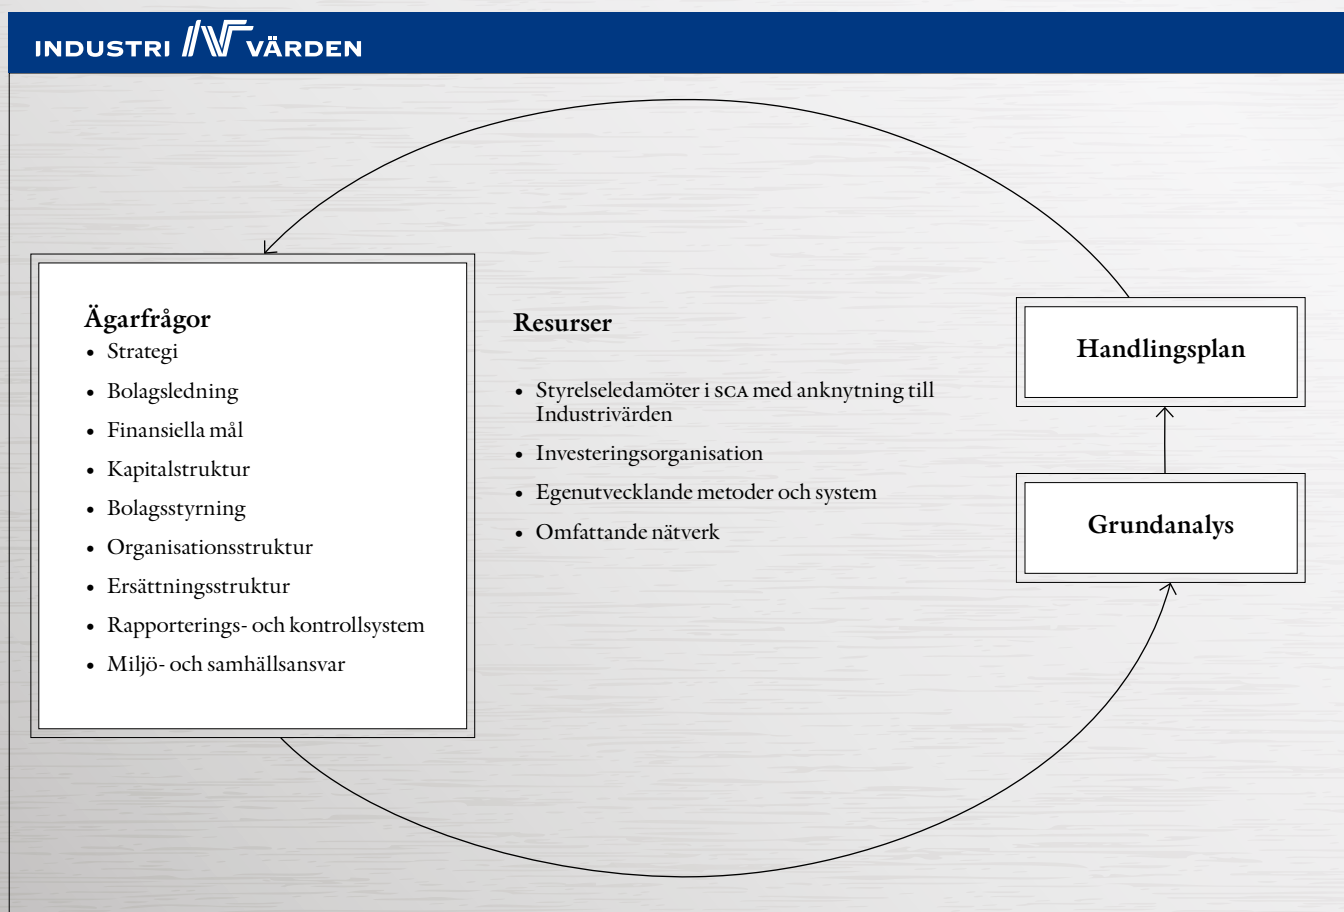 INDUSTRI VÄRDEN
Ägarfrågor
• Strategi
• Bolagsledning
• Finansiella mål
• Kapitalstruktur
• Bolagsstyrning
• Organisationsstruktur
• Ersättningsstruktur
• Rapporterings- och kontrollsystem
• Miljö- och samhällsansvar
Resurser
• Styrelseledamöter i SCA med anknytning till
Industrivärden
• Investeringsorganisation
• Egenutvecklande metoder och system
• Omfattande nätverk
Handlingsplan
Grundanalys